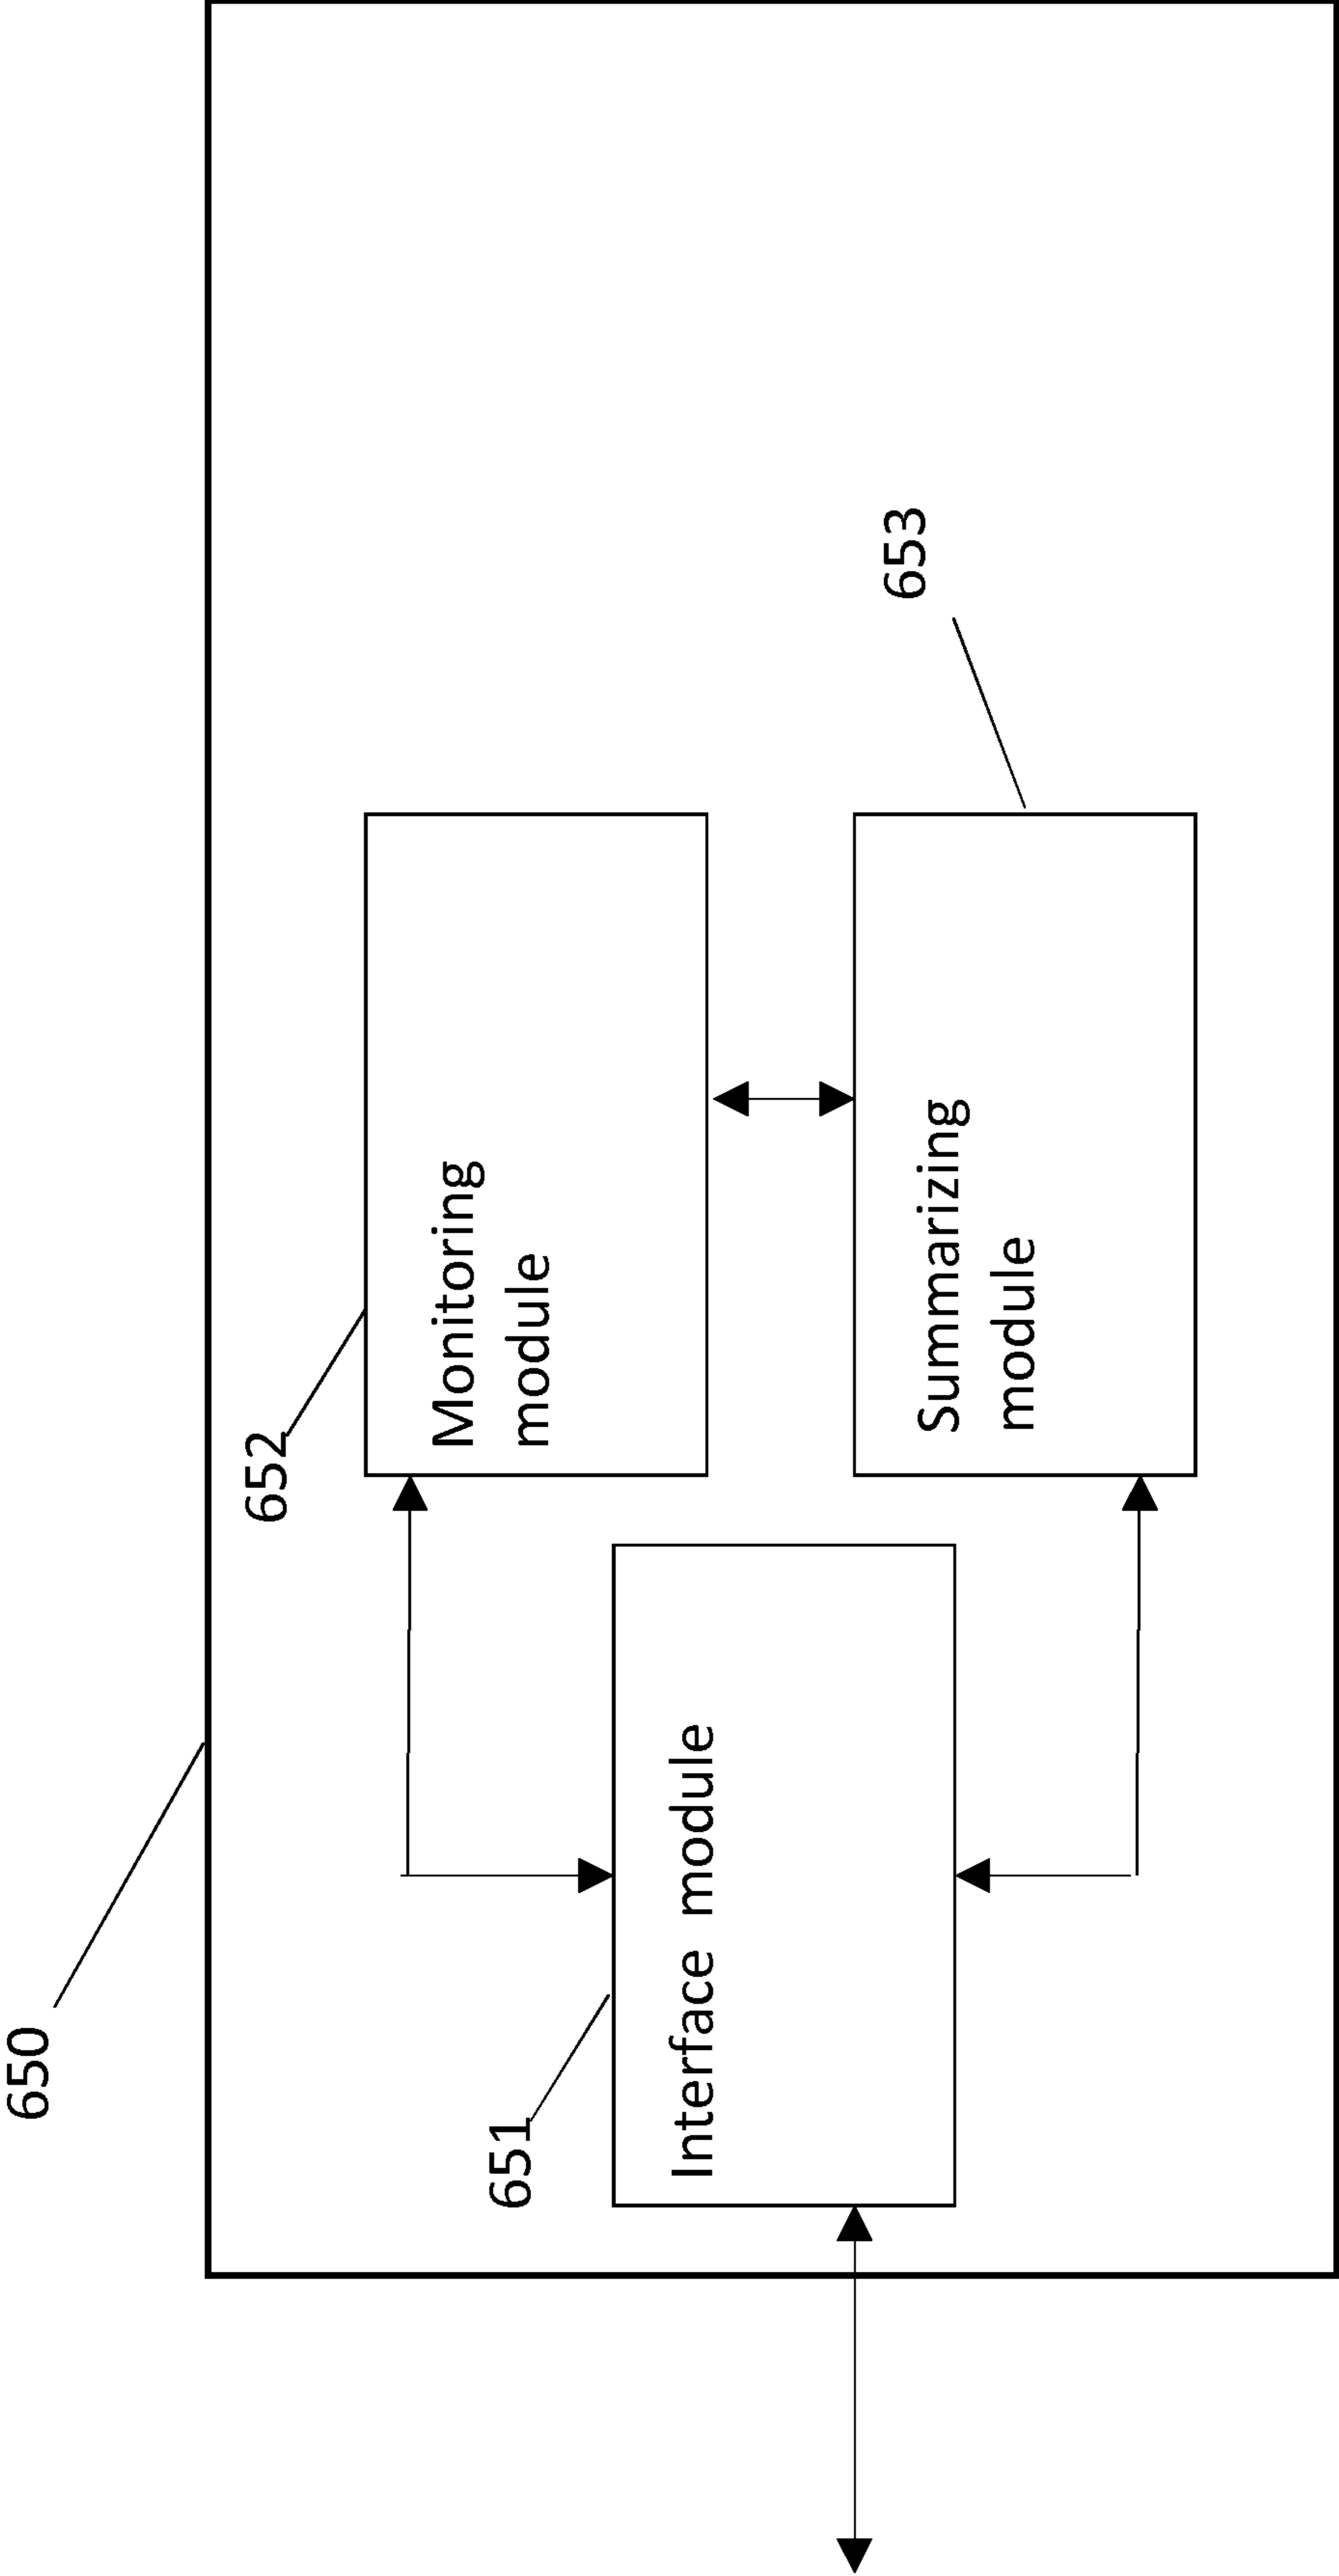 650
652
Monitoring
module
651
Interface module
653
Summarizing
module